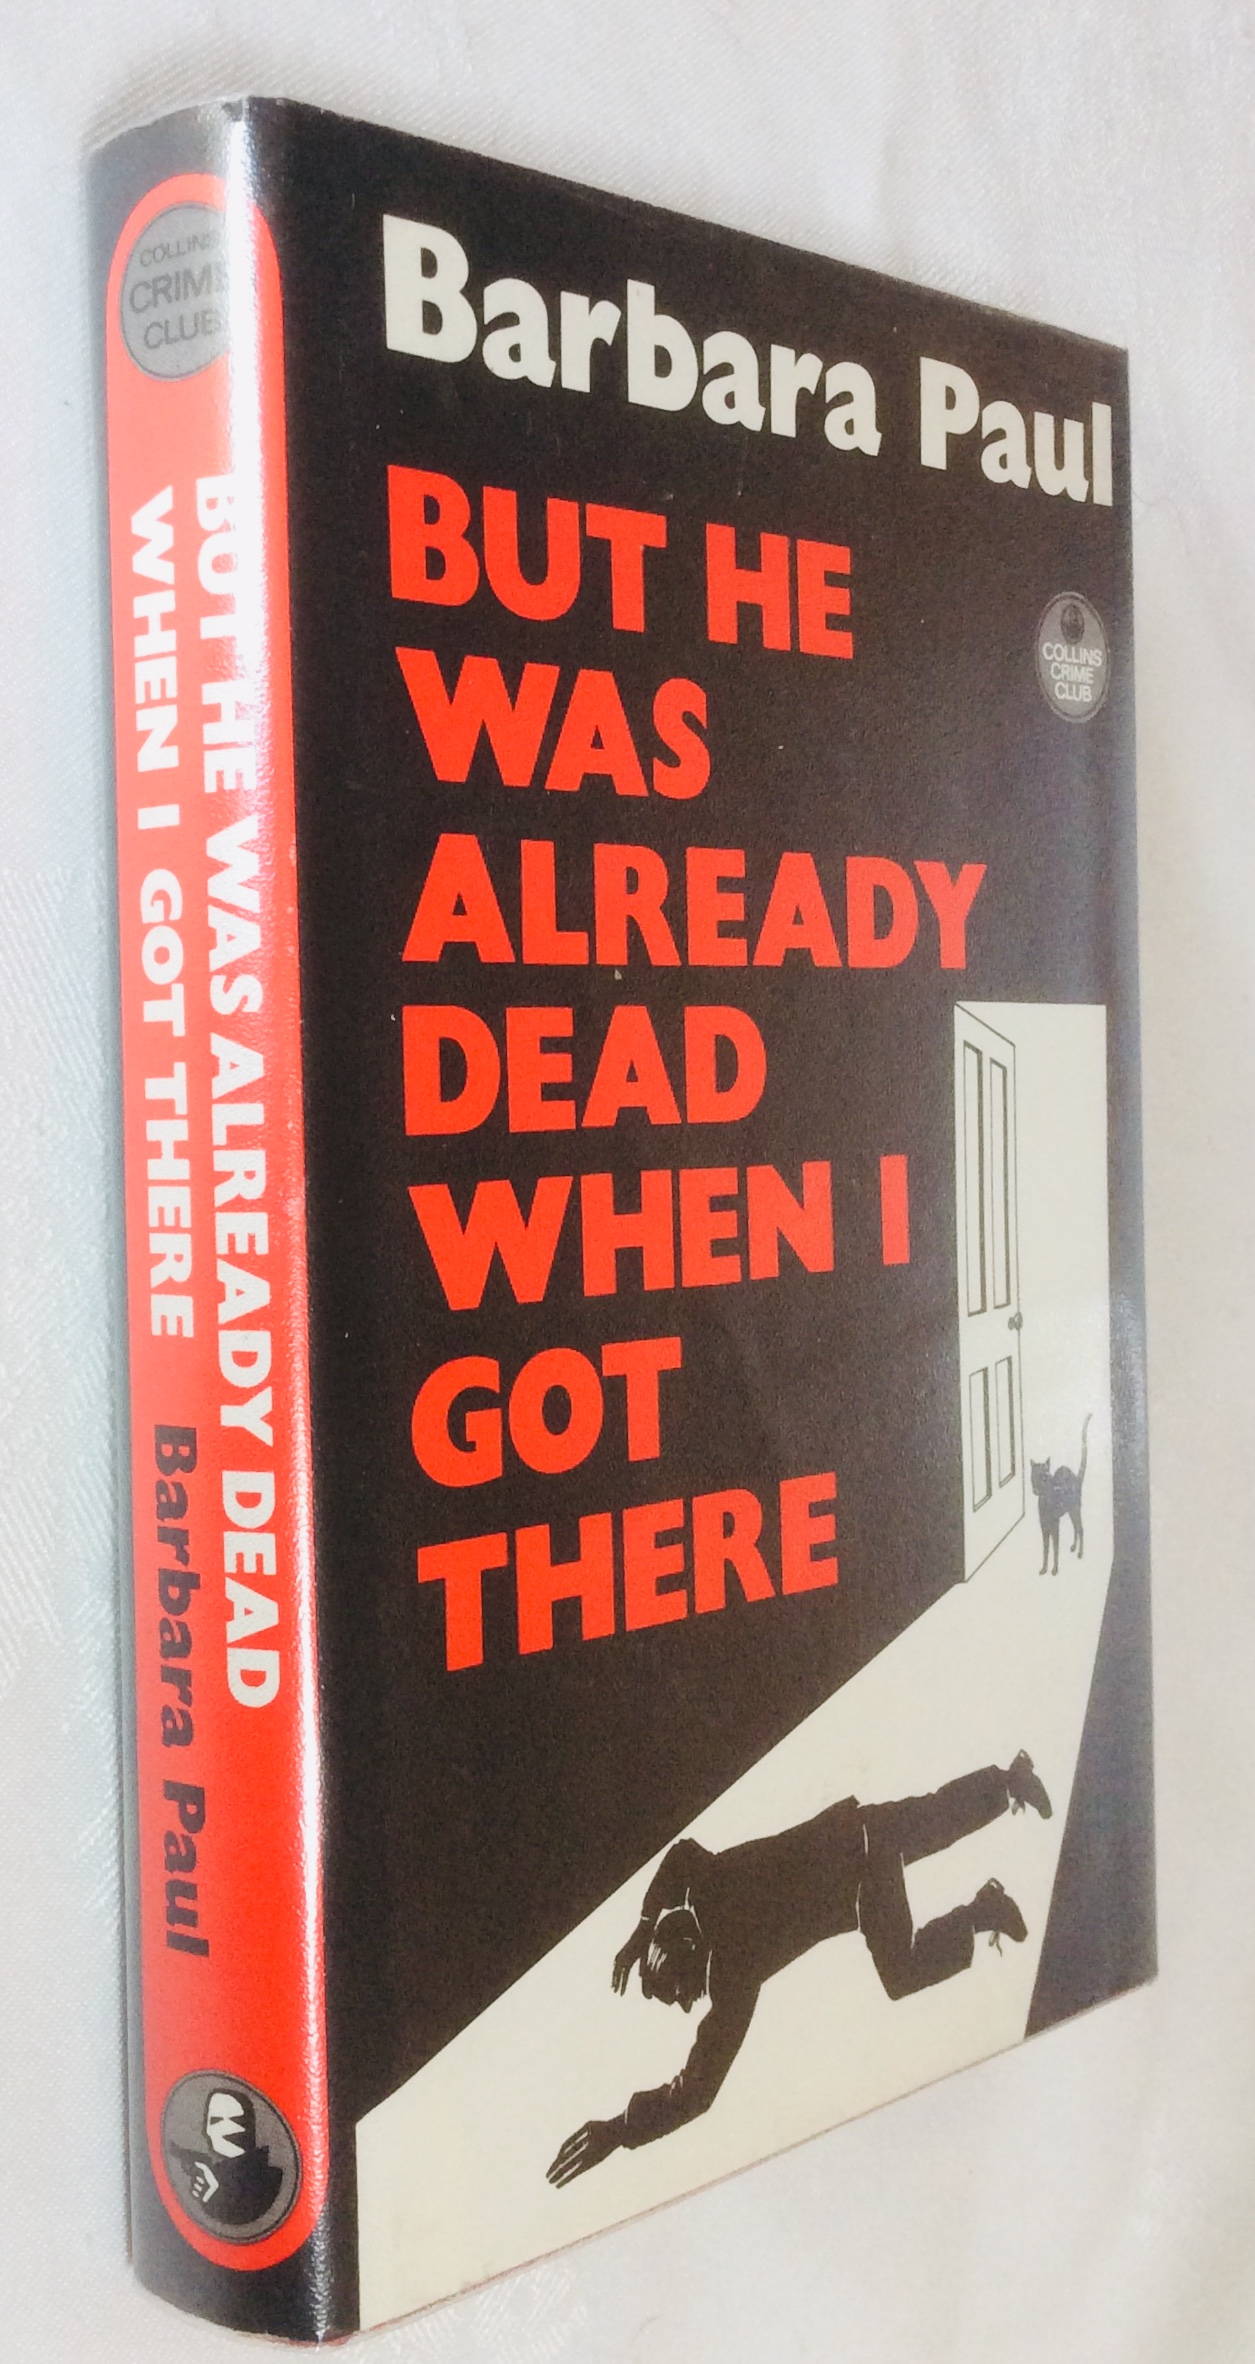 COLLINS
CRIME
CLUB
BUT HE WAS ALREADY DEAD
WHEN I GOT THERE
Barbara Paul
Barbara Paul
BUT HE
WAS
ALREADY
DEAD
WHEN I
GOT
THERE
COLLINS
CRIME
CLUB